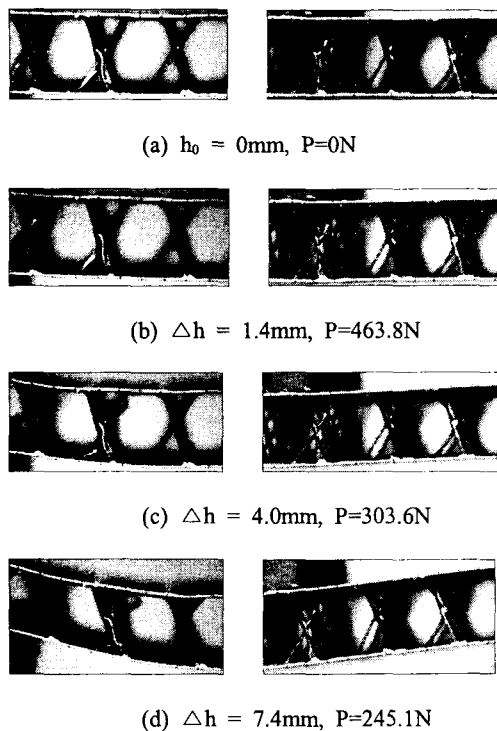 (a) h₀ = 0mm, P=0N
(b) △h = 1.4mm, P=463.8N
(c) △h = 4.0mm, P=303.6N
(d) △h = 7.4mm, P=245.1N